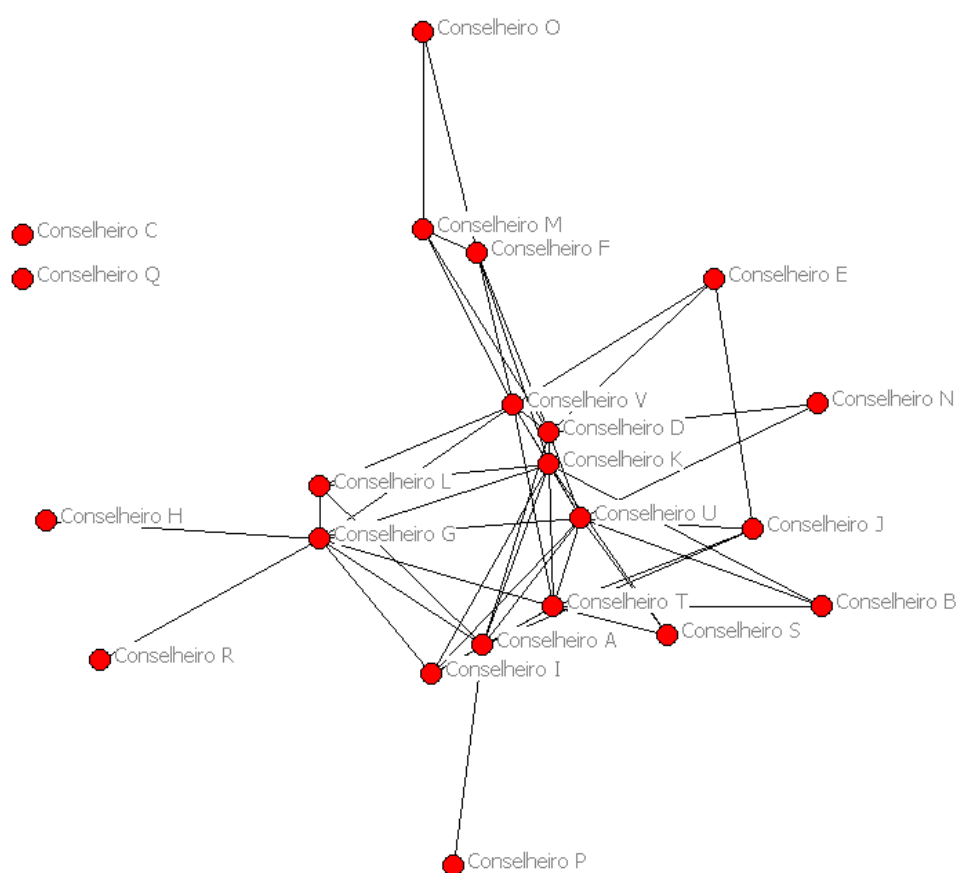 Conselheiro O
Conselheiro M
Conselheiro C
Conselheiro F
Conselheiro Q
Conselheiro E
Conselheiro V
Conselheiro N
Conselheiro D
Conselheiro K
Conselheiro L
Conselheiro H
Conselheiro U
Conselheiro J
Conselheiro G
Conselheiro T
Conselheiro B
Conselheiro S
Conselheiro A
Conselheiro R
Conselheiro I
Conselheiro P